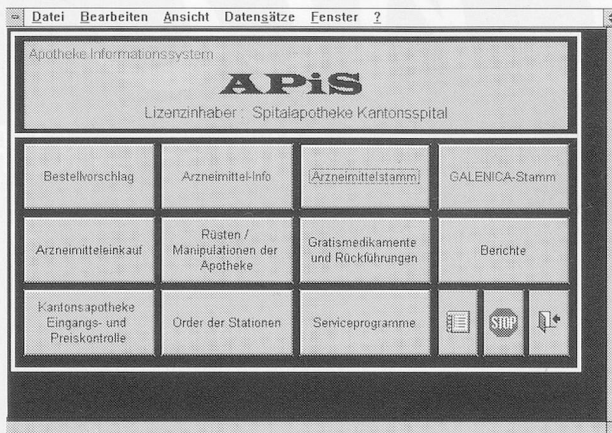 Datei Bearbeiten Ansicht Datensätze Fenster ?
Apotheke Informationssystem
APiS
Lizenzinhaber : Spitalapotheke Kantonsspital
Bestellvorschlag
Arzneimittel-Info
Arzneimittelstamm
GALENICA-Stamm
Arzneimitteleinkauf
Rüsten /
Manipulationen der
Apotheke
Gratismedikamente
und Rückführungen
Berichte
Kantonsapotheke
Eingangs- und
Preiskontrolle
Order der Stationen
Serviceprogramme
STOP